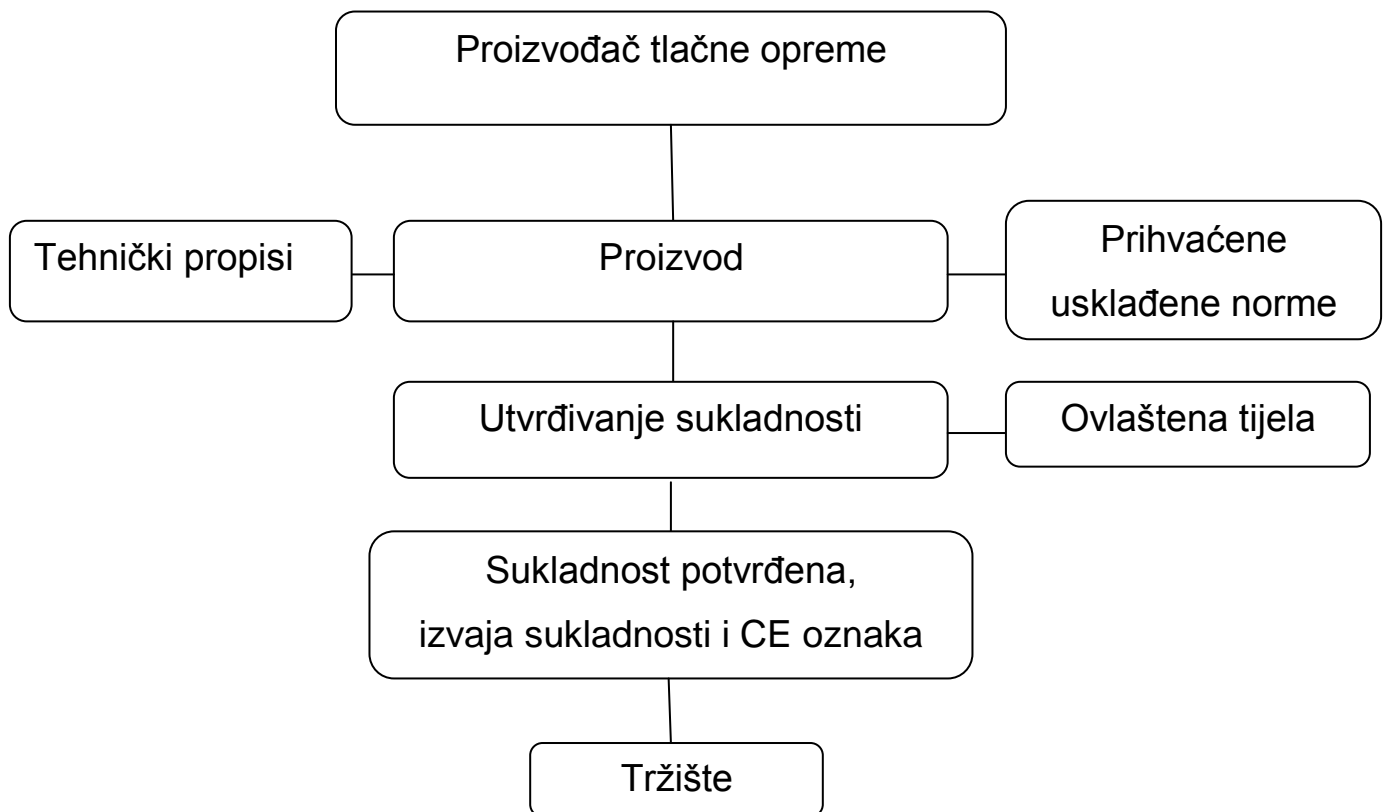 Proizvođač tlačne opreme
Tehnički propisi
Proizvod
Prihvaćene
usklađene norme
Utvrđivanje sukladnosti
Ovlaštena tijela
Sukladnost potvrđena,
izvaja sukladnosti i CE oznaka
Tržište